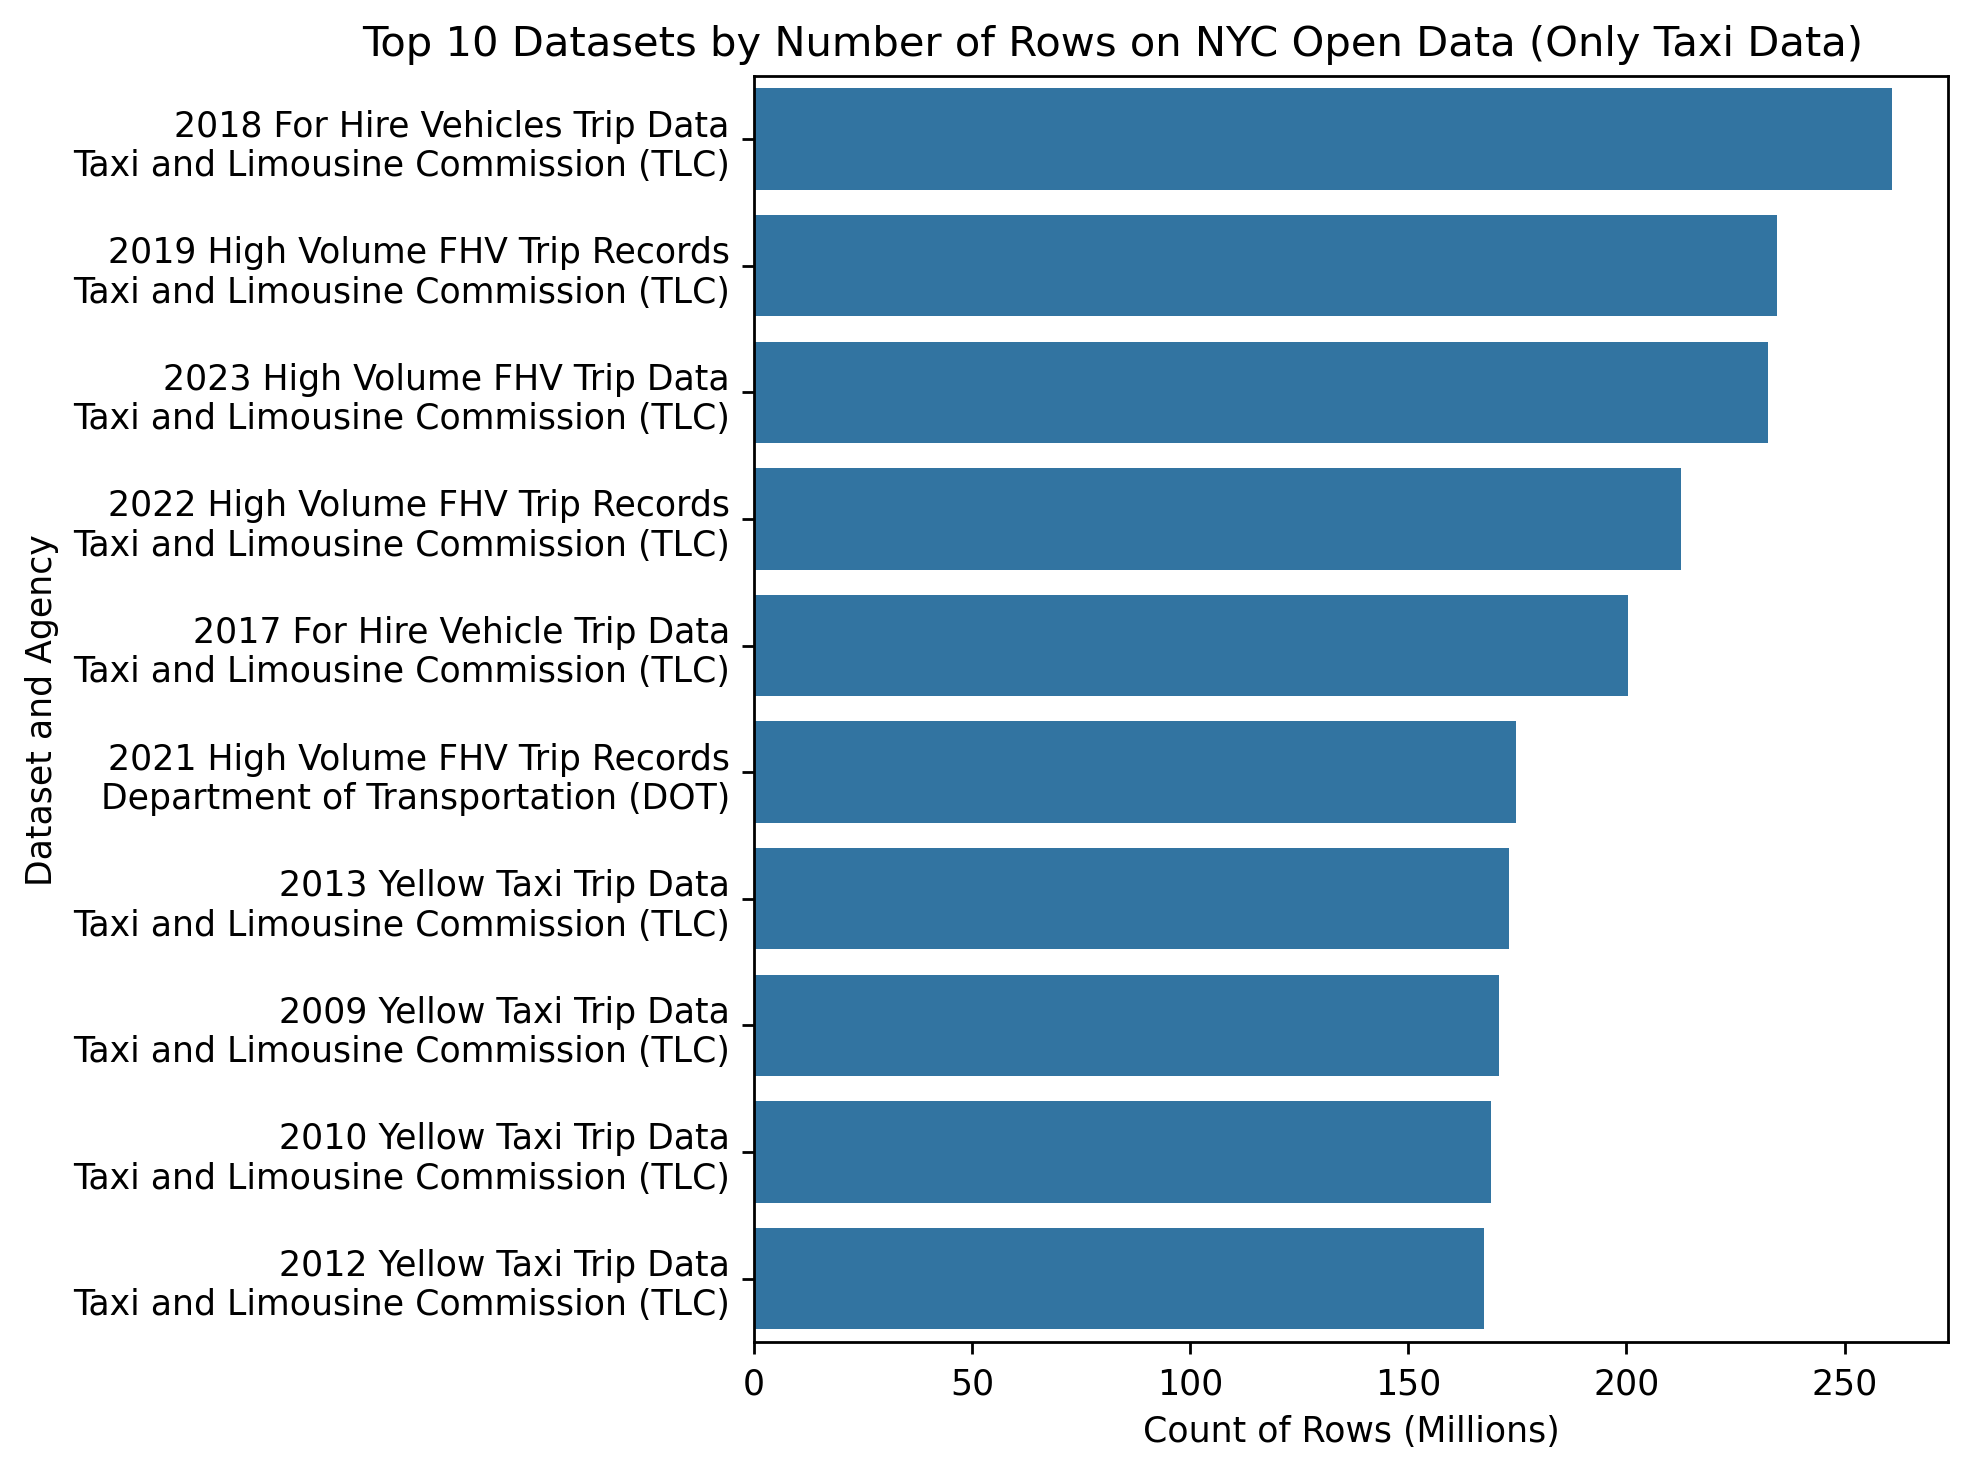 Top 10 Datasets by Number of Rows on NYC Open Data (Only Taxi Data)
Dataset and Agency
2018 For Hire Vehicles Trip Data
Taxi and Limousine Commission (TLC)
2019 High Volume FHV Trip Records
Taxi and Limousine Commission (TLC)
2023 High Volume FHV Trip Data
Taxi and Limousine Commission (TLC)
2022 High Volume FHV Trip Records
Taxi and Limousine Commission (TLC)
2017 For Hire Vehicle Trip Data
Taxi and Limousine Commission (TLC)
2021 High Volume FHV Trip Records
Department of Transportation (DOT)
2013 Yellow Taxi Trip Data
Taxi and Limousine Commission (TLC)
2009 Yellow Taxi Trip Data
Taxi and Limousine Commission (TLC)
2010 Yellow Taxi Trip Data
Taxi and Limousine Commission (TLC)
2012 Yellow Taxi Trip Data
Taxi and Limousine Commission (TLC)
0 50 100 150 200 250
Count of Rows (Millions)